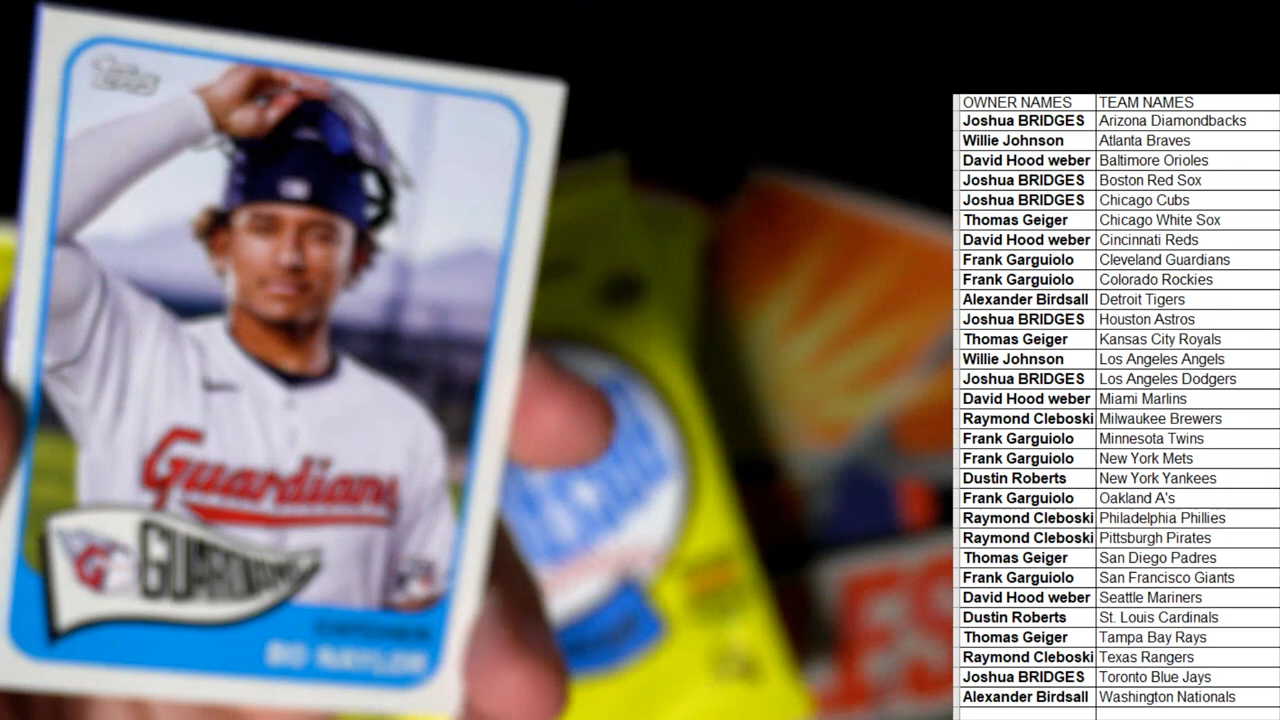 Topps
Guardians
GUARDIANS
CATCHER
BO NAYLOR
OWNER NAMES TEAM NAMES
Joshua BRIDGES Arizona Diamondbacks
Willie Johnson Atlanta Braves
David Hood weber Baltimore Orioles
Joshua BRIDGES Boston Red Sox
Joshua BRIDGES Chicago Cubs
Thomas Geiger Chicago White Sox
David Hood weber Cincinnati Reds
Frank Garguiolo Cleveland Guardians
Frank Garguiolo Colorado Rockies
Alexander Birdsall Detroit Tigers
Joshua BRIDGES Houston Astros
Thomas Geiger Kansas City Royals
Willie Johnson Los Angeles Angels
Joshua BRIDGES Los Angeles Dodgers
David Hood weber Miami Marlins
Raymond Cleboski Milwaukee Brewers
Frank Garguiolo Minnesota Twins
Frank Garguiolo New York Mets
Dustin Roberts New York Yankees
Frank Garguiolo Oakland A's
Raymond Cleboski Philadelphia Phillies
Raymond Cleboski Pittsburgh Pirates
Thomas Geiger San Diego Padres
Frank Garguiolo San Francisco Giants
David Hood weber Seattle Mariners
Dustin Roberts St. Louis Cardinals
Thomas Geiger Tampa Bay Rays
Raymond Cleboski Texas Rangers
Joshua BRIDGES Toronto Blue Jays
Alexander Birdsall Washington Nationals